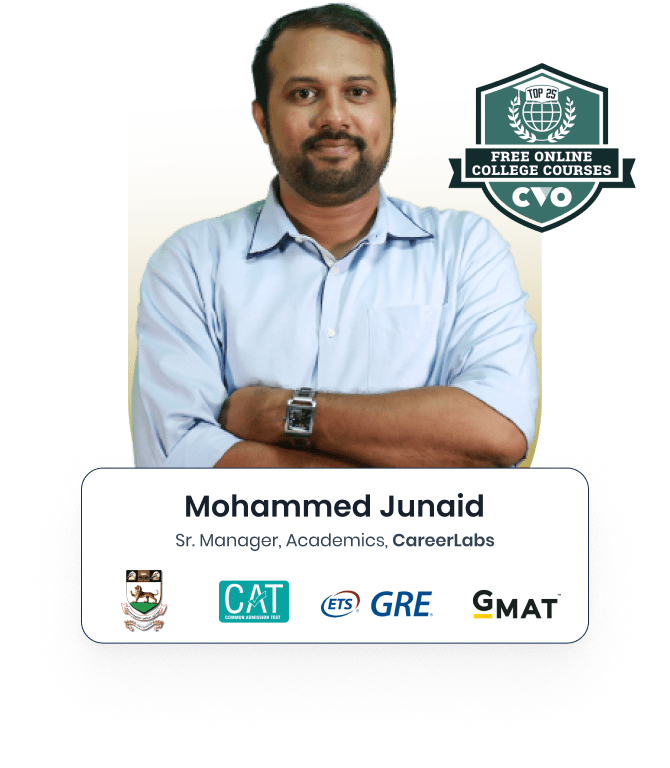 TOP 25
FREE ONLINE
COLLEGE COURSES
CVO
Mohammed Junaid
Sr. Manager, Academics, CareerLabs
CAT
COMMON ADMISSION TEST
ETS® GRE®
GMAT™